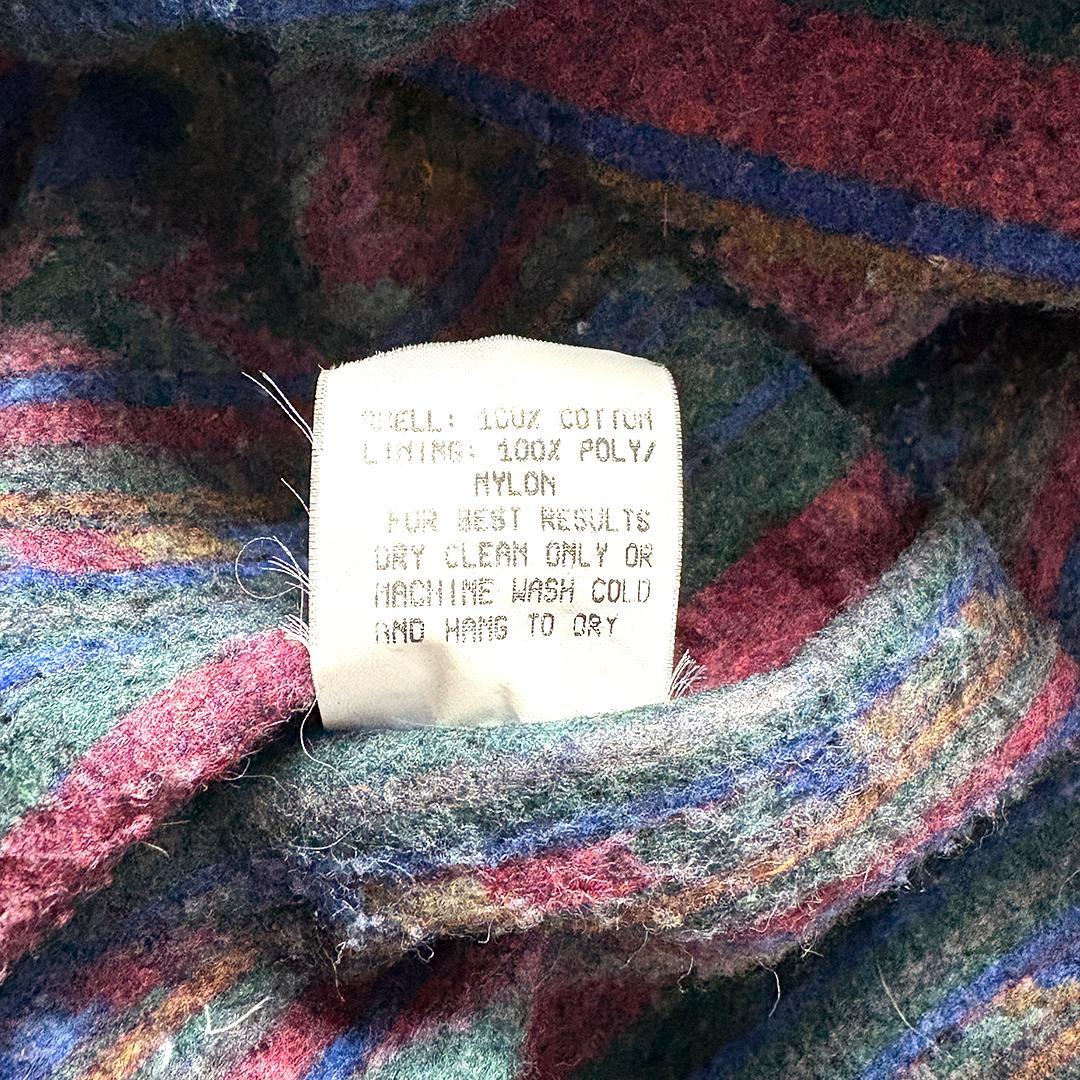 SHELL: 100% COTTON
LINING: 100% POLY/
NYLON
FOR BEST RESULTS
DRY CLEAN ONLY OR
MACHINE WASH COLD
AND HANG TO DRY